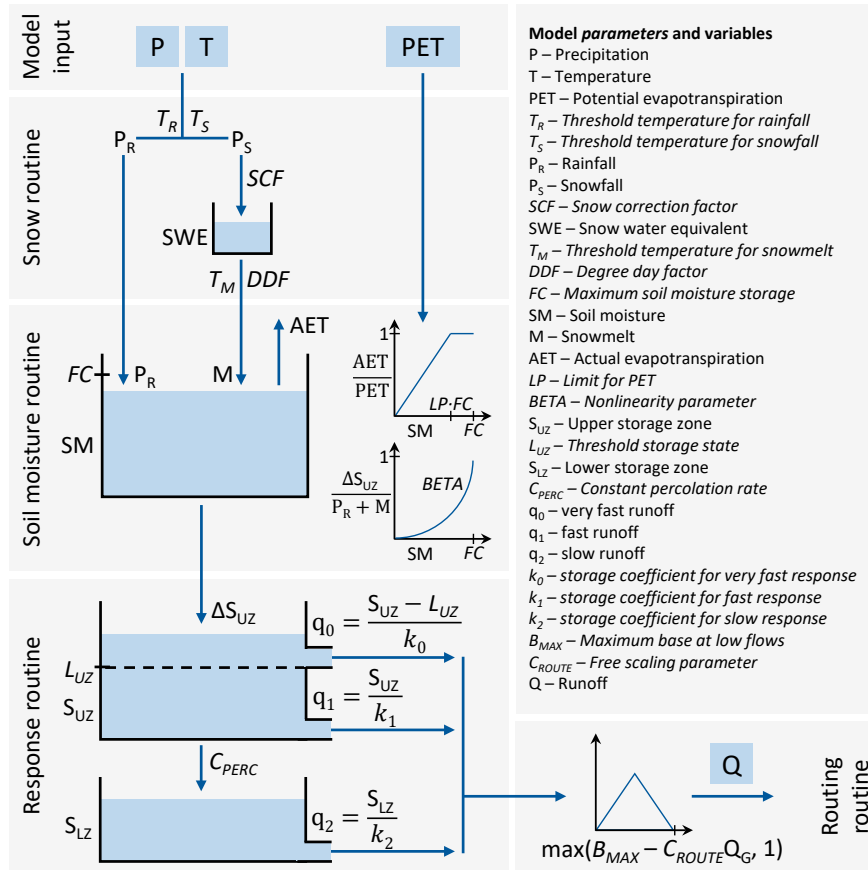 Model input
P T PET
Snow routine
T_R T_S
P_R P_S
SCF
SWE
T_M DDF
Soil moisture routine
AET
FC P_R M
SM
1
AET
PET
LP·FC
SM FC
1
ΔS_UZ
P_R + M
BETA
SM FC
Response routine
ΔS_UZ
q_0 = (S_UZ − L_UZ)/k_0
L_UZ
S_UZ
q_1 = S_UZ/k_1
C_PERC
S_LZ
q_2 = S_LZ/k_2
Model parameters and variables
P – Precipitation
T – Temperature
PET – Potential evapotranspiration
T_R – Threshold temperature for rainfall
T_S – Threshold temperature for snowfall
P_R – Rainfall
P_S – Snowfall
SCF – Snow correction factor
SWE – Snow water equivalent
T_M – Threshold temperature for snowmelt
DDF – Degree day factor
FC – Maximum soil moisture storage
SM – Soil moisture
M – Snowmelt
AET – Actual evapotranspiration
LP – Limit for PET
BETA – Nonlinearity parameter
S_UZ – Upper storage zone
L_UZ – Threshold storage state
S_LZ – Lower storage zone
C_PERC – Constant percolation rate
q_0 – very fast runoff
q_1 – fast runoff
q_2 – slow runoff
k_0 – storage coefficient for very fast response
k_1 – storage coefficient for fast response
k_2 – storage coefficient for slow response
B_MAX – Maximum base at low flows
C_ROUTE – Free scaling parameter
Q – Runoff
Q
max(B_MAX − C_ROUTE Q_G, 1)
Routing routine